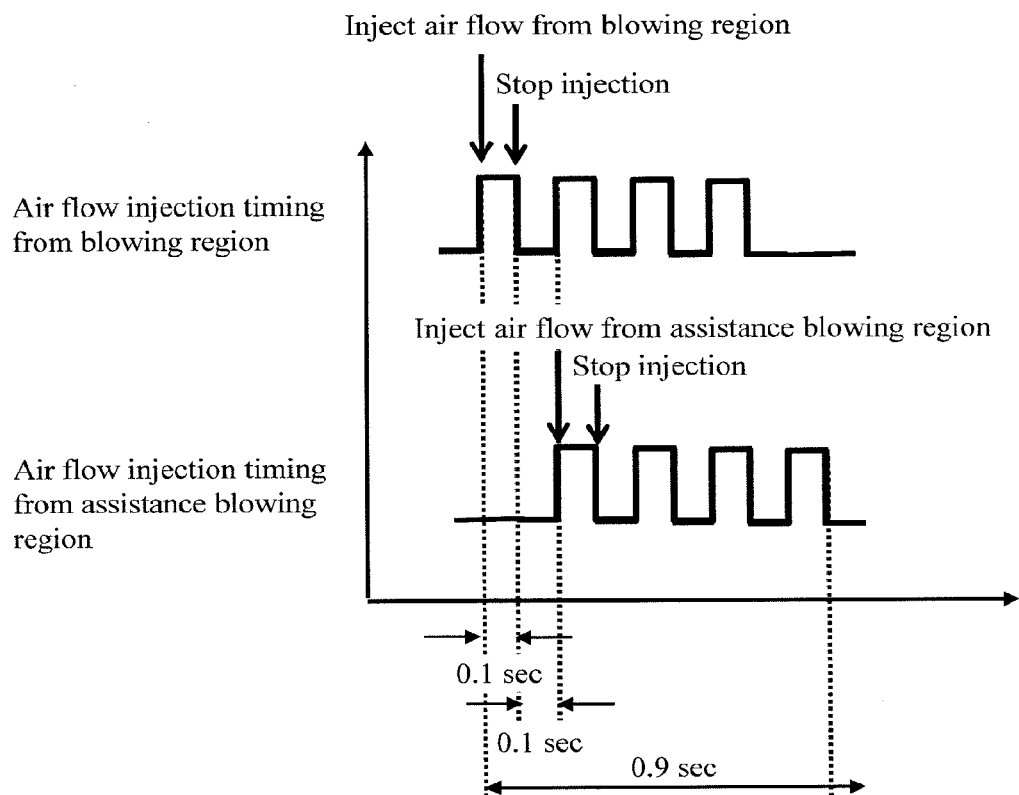 Inject air flow from blowing region
Stop injection
Air flow injection timing
from blowing region
Inject air flow from assistance blowing region
Stop injection
Air flow injection timing
from assistance blowing
region
0.1 sec
0.1 sec
0.9 sec